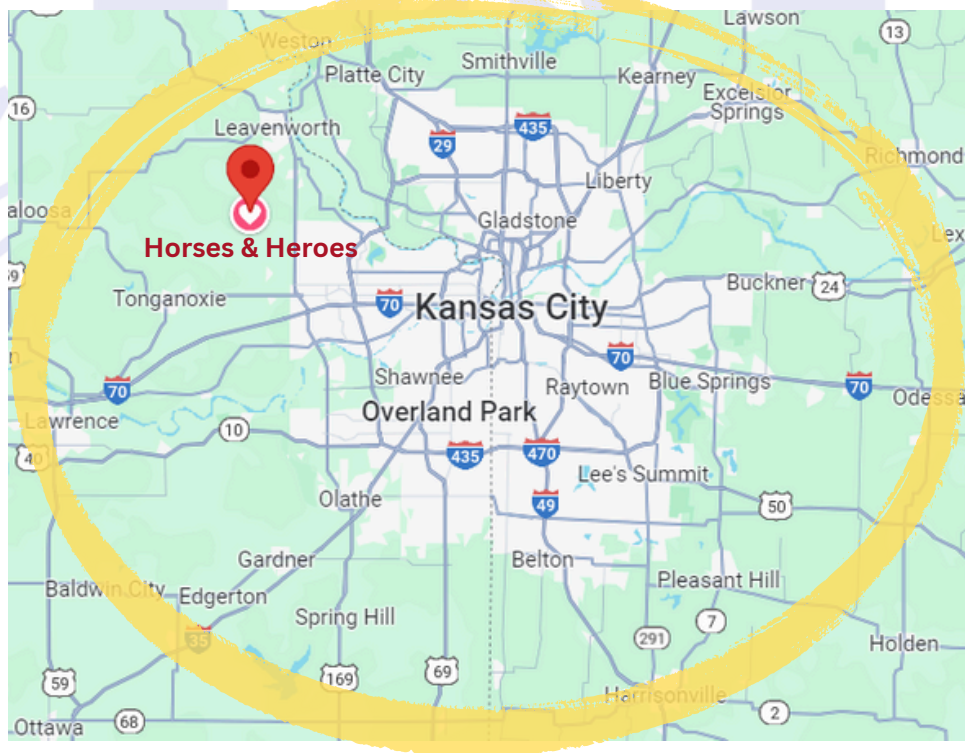 Lawson
13
Weston
Smithville
Platte City
Kearney
Excelsior
Springs
16
Leavenworth
29
435
Richmond
Liberty
aloosa
Gladstone
Lex
Horses & Heroes
Buckner
24
Tonganoxie
70
Kansas City
70
Shawnee
Raytown
Blue Springs
70
70
Odessa
Overland Park
Lawrence
10
40
435
470
Lee's Summit
Olathe
49
50
Gardner
Belton
Baldwin City
Edgerton
Pleasant Hill
Spring Hill
7
35
291
Holden
59
169
69
Harrisonville
Ottawa
68
2